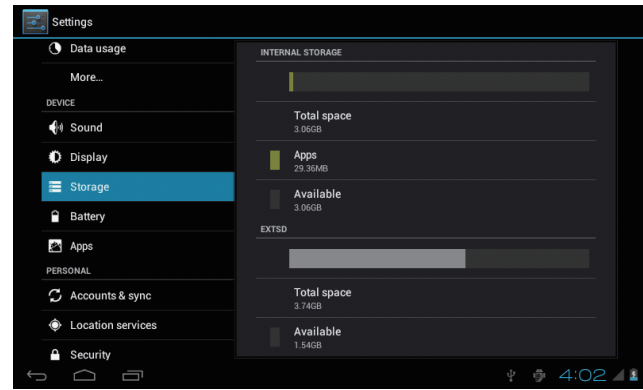 Settings
Data usage
More...
DEVICE
Sound
Display
Storage
Battery
Apps
PERSONAL
Accounts & sync
Location services
Security
INTERNAL STORAGE
Total space
3.06GB
Apps
29.36MB
Available
3.06GB
EXTSD
Total space
3.74GB
Available
1.54GB
4:02